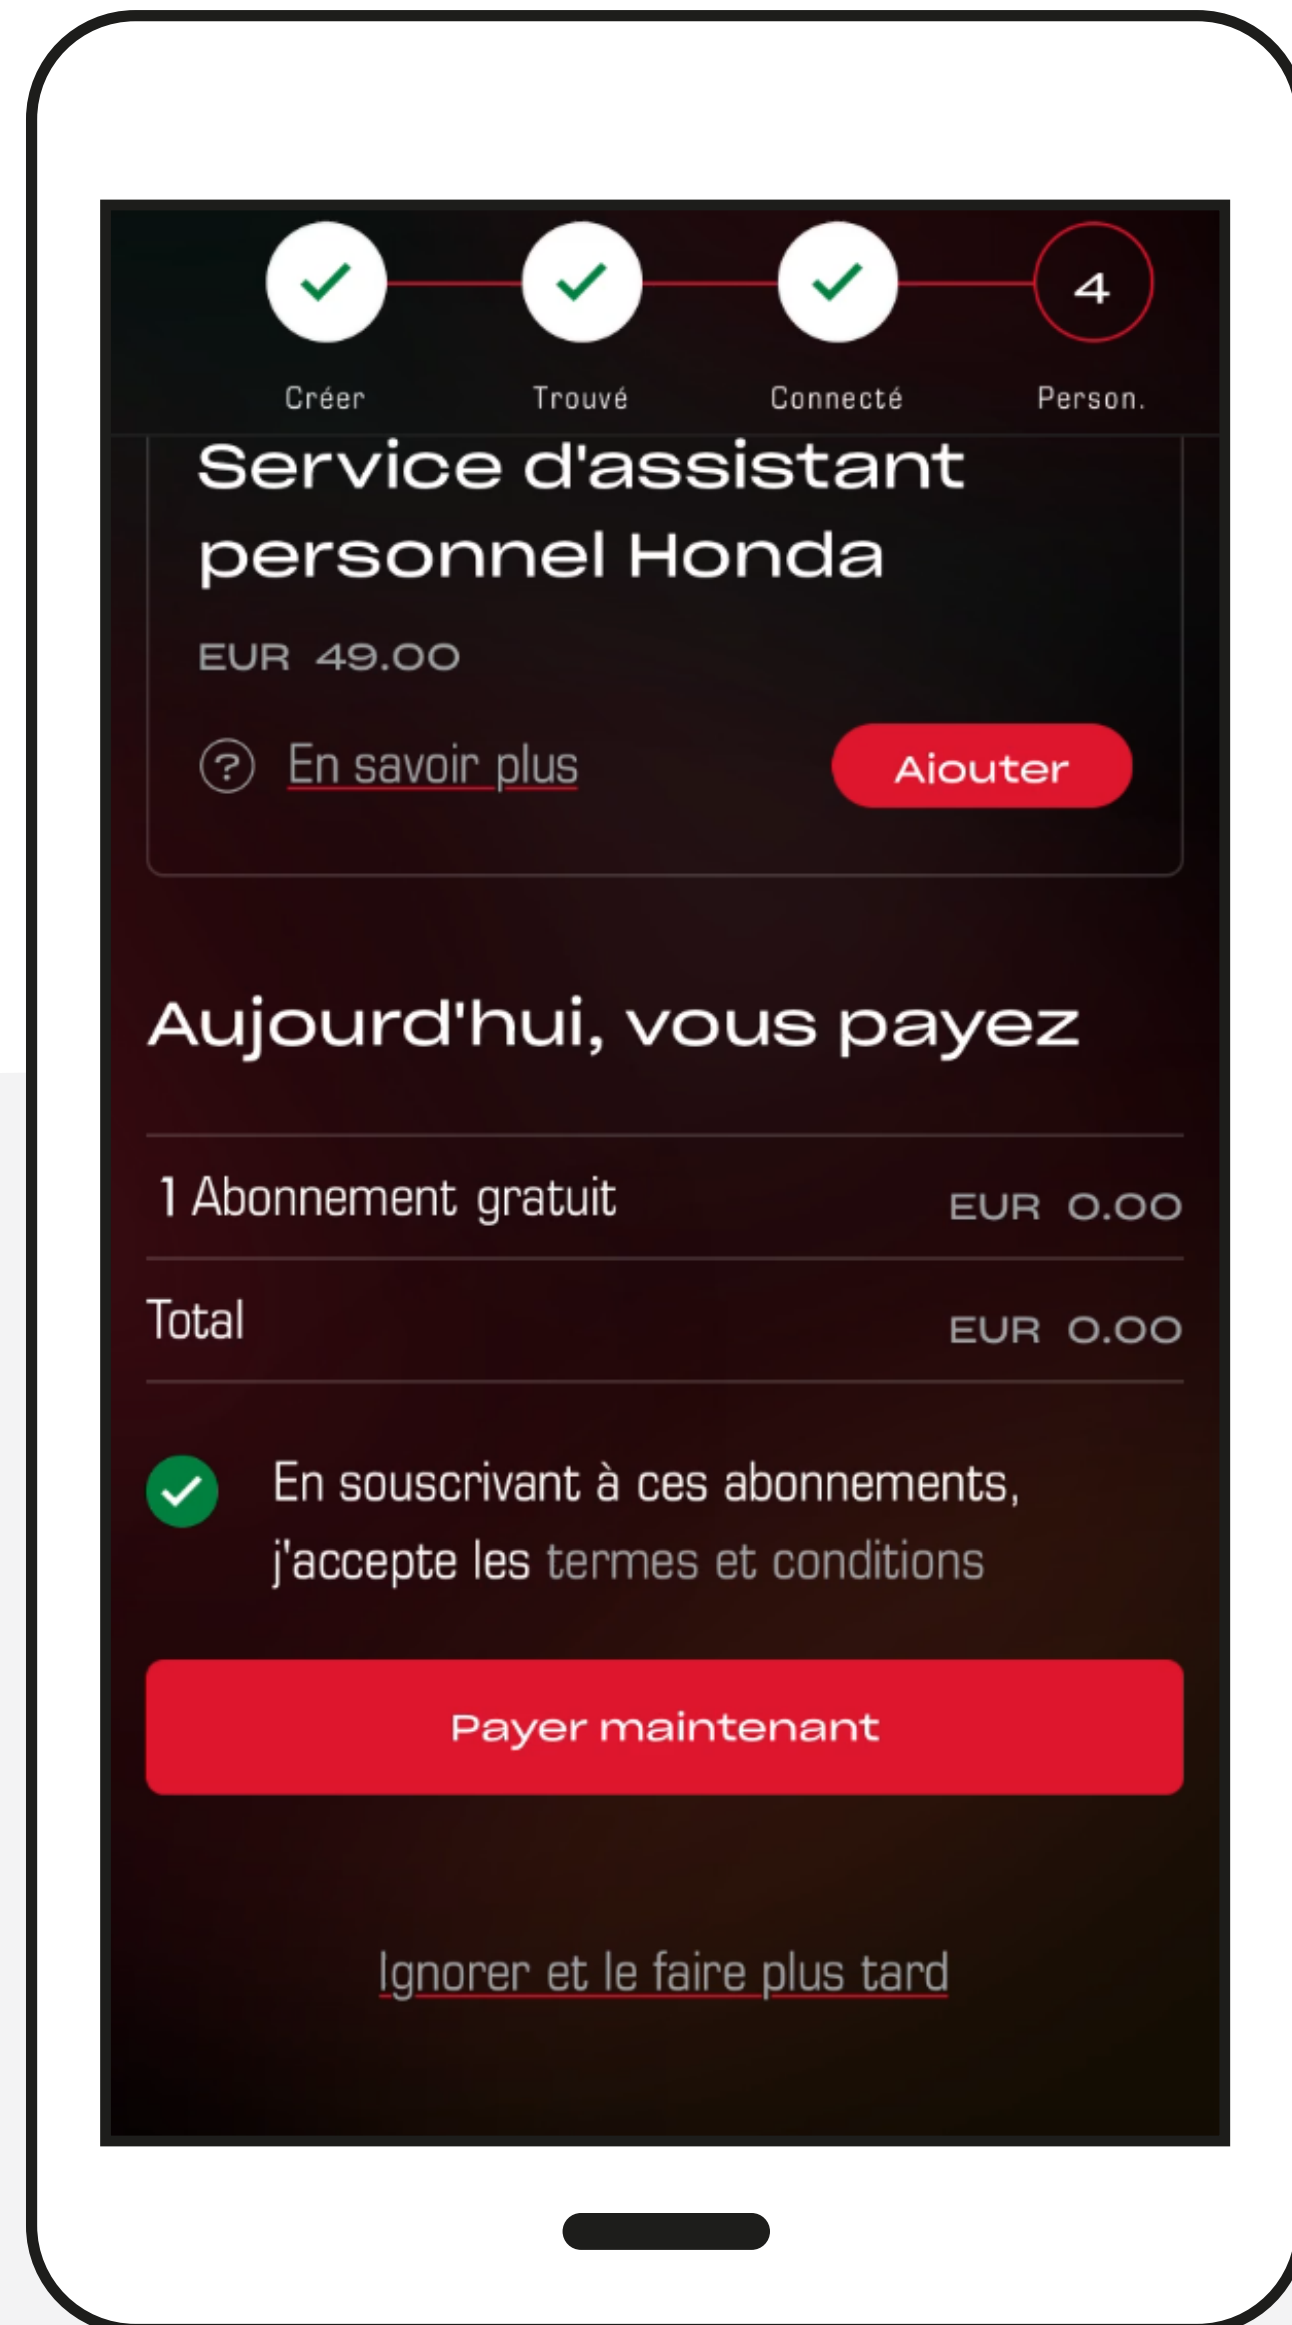 4
Créer Trouvé Connecté Person.
Service d'assistant
personnel Honda
EUR 49.00
? En savoir plus Aiouter
Aujourd'hui, vous payez
1 Abonnement gratuit EUR 0.00
Total EUR 0.00
En souscrivant à ces abonnements,
j'accepte les termes et conditions
Payer maintenant
Ignorer et le faire plus tard